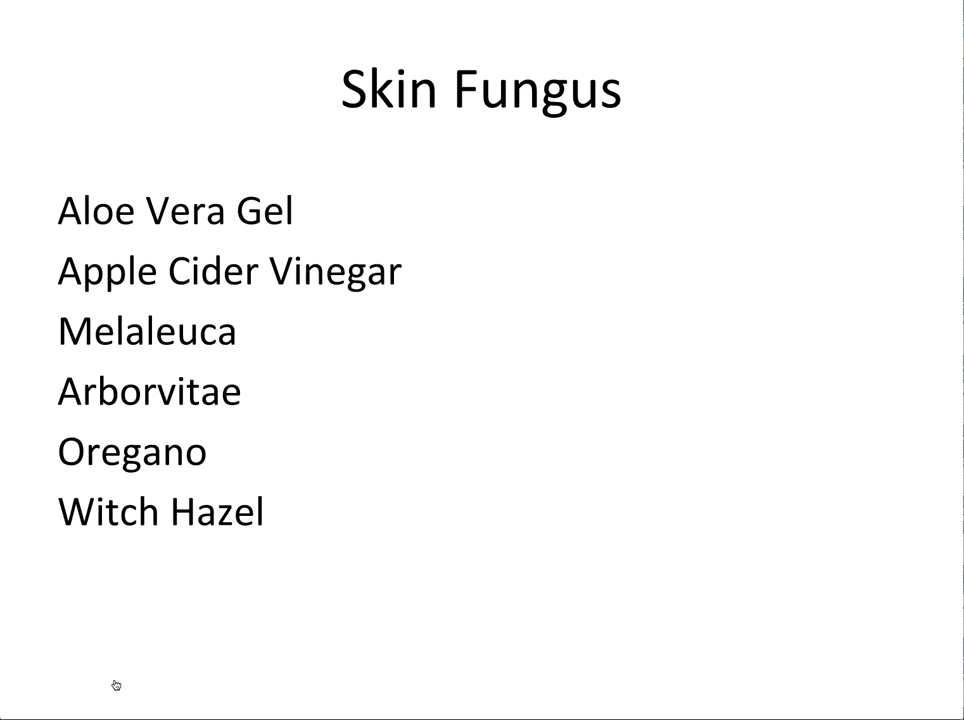 Skin Fungus
Aloe Vera Gel
Apple Cider Vinegar
Melaleuca
Arborvitae
Oregano
Witch Hazel